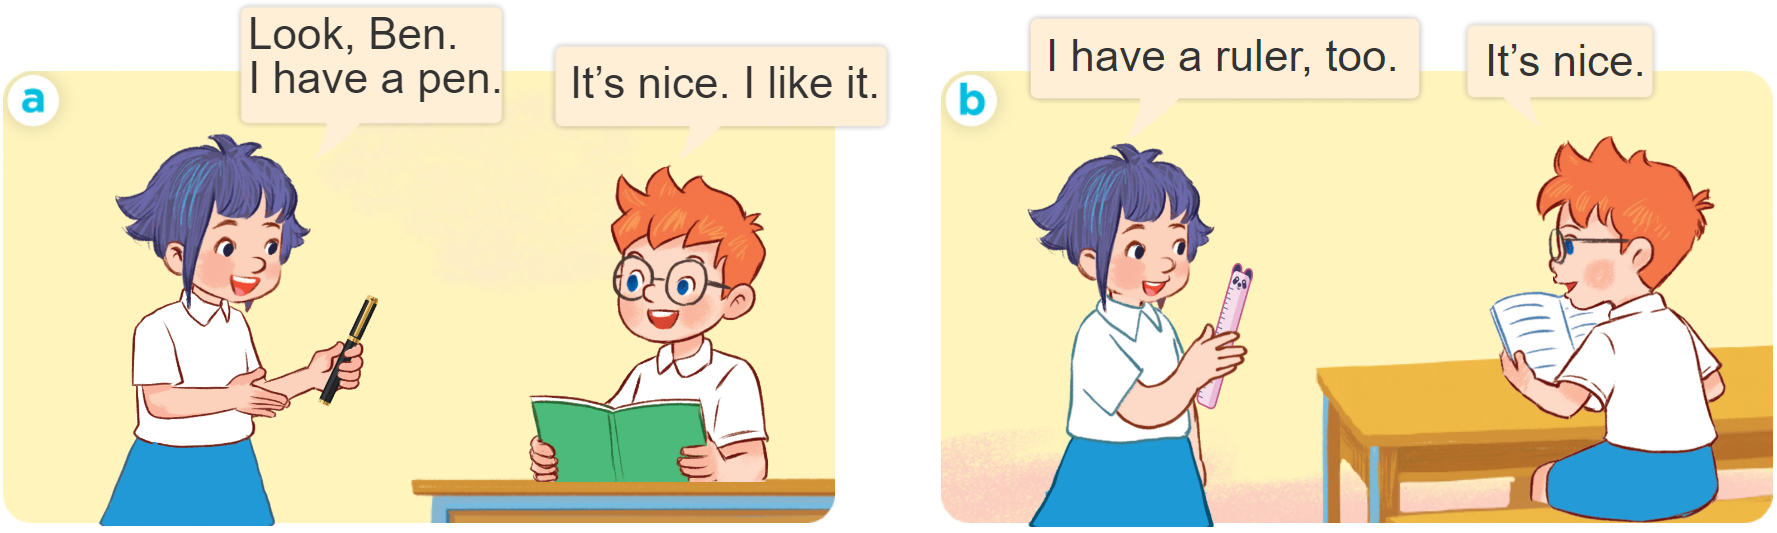 a
Look, Ben.
I have a pen.
It’s nice. I like it.
b
I have a ruler, too.
It’s nice.